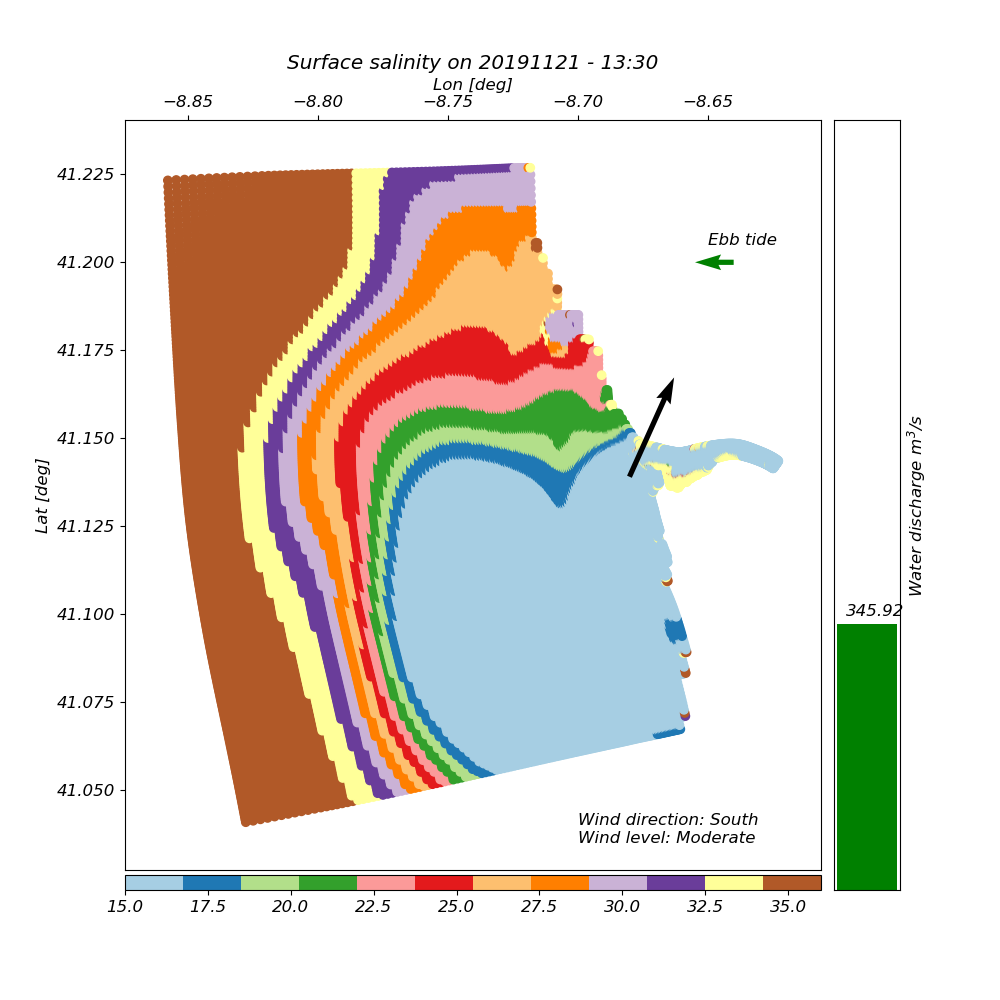 Surface salinity on 20191121 - 13:30
Lon [deg]
−8.85 −8.80 −8.75 −8.70 −8.65
41.225
41.200
41.175
41.150
41.125
41.100
41.075
41.050
Lat [deg]
Ebb tide
Wind direction: South
Wind level: Moderate
345.92
Water discharge m³/s
15.0 17.5 20.0 22.5 25.0 27.5 30.0 32.5 35.0